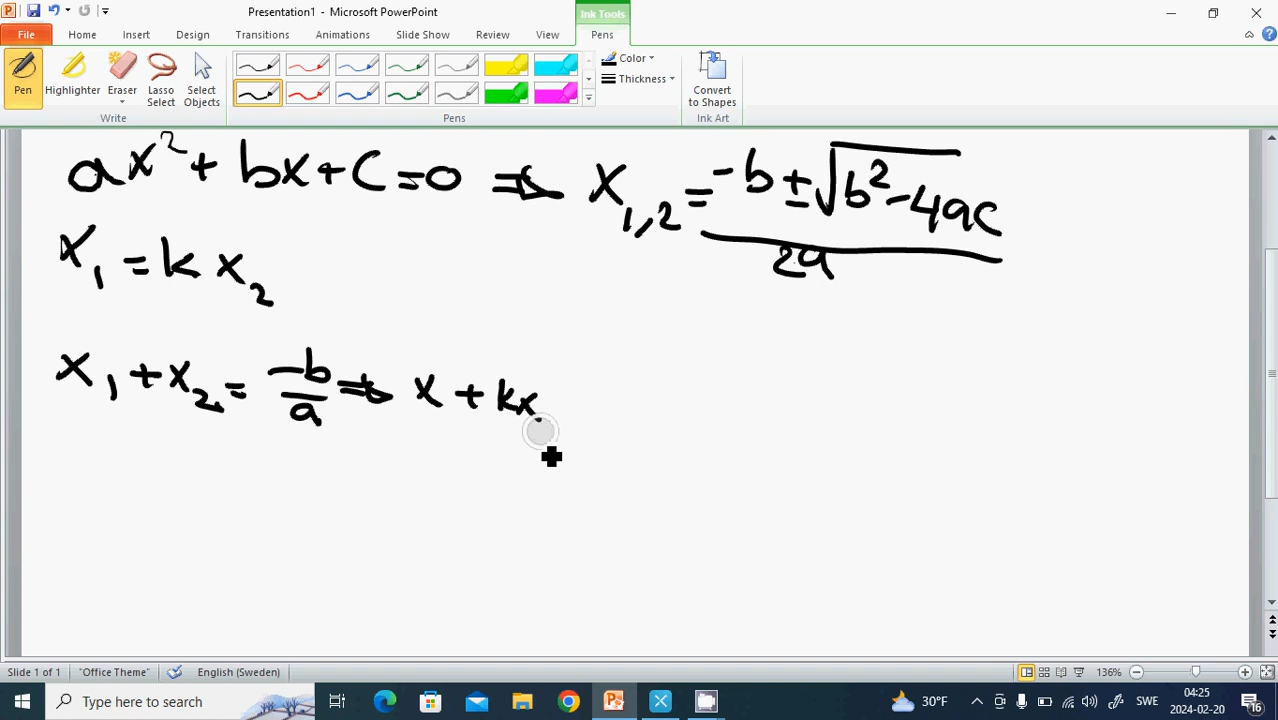 Presentation1 - Microsoft PowerPoint
Ink Tools
File Home Insert Design Transitions Animations Slide Show Review View Pens
Pen Highlighter Eraser Lasso Select Select Objects Color Thickness Convert to Shapes
Write Pens Ink Art
ax² + bx + c = 0 ⇒ x₁,₂ = (-b ± √(b² - 4ac)) / 2a
x₁ = k x₂
x₁ + x₂ = -b/a ⇒ x + kx
Slide 1 of 1 "Office Theme" English (Sweden) 136%
Type here to search 30°F SWE 04:25
2024-02-20 16